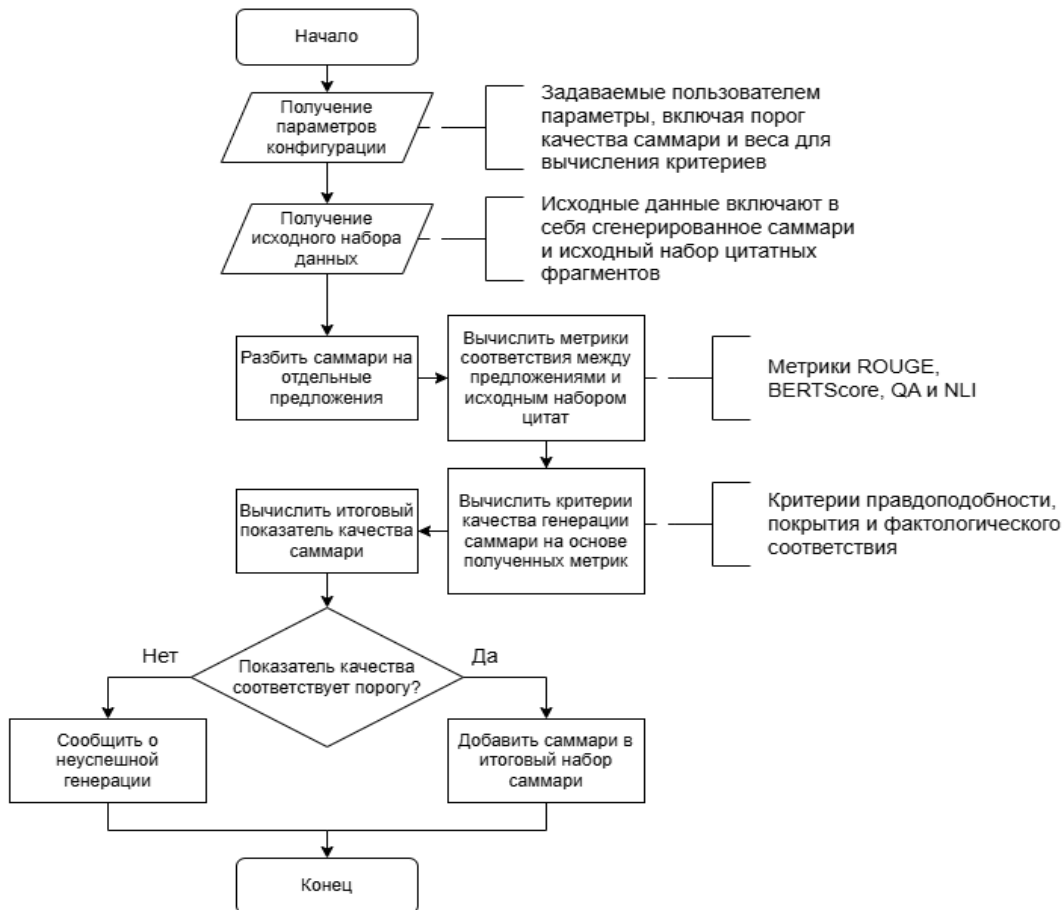 Начало
Получение
параметров
конфигурации
Задаваемые пользователем
параметры, включая порог
качества саммари и веса для
вычисления критериев
Получение
исходного набора
данных
Исходные данные включают в
себя сгенерированное саммари
и исходный набор цитатных
фрагментов
Разбить саммари на
отдельные
предложения
Вычислить метрики
соответствия между
предложениями и
исходным набором
цитат
Метрики ROUGE,
BERTScore, QA и NLI
Вычислить итоговый
показатель качества
саммари
Вычислить критерии
качества генерации
саммари на основе
полученных метрик
Критерии правдоподобности,
покрытия и фактологического
соответствия
Нет
Показатель качества
соответствует порогу?
Да
Сообщить о
неуспешной
генерации
Добавить саммари в
итоговый набор
саммари
Конец